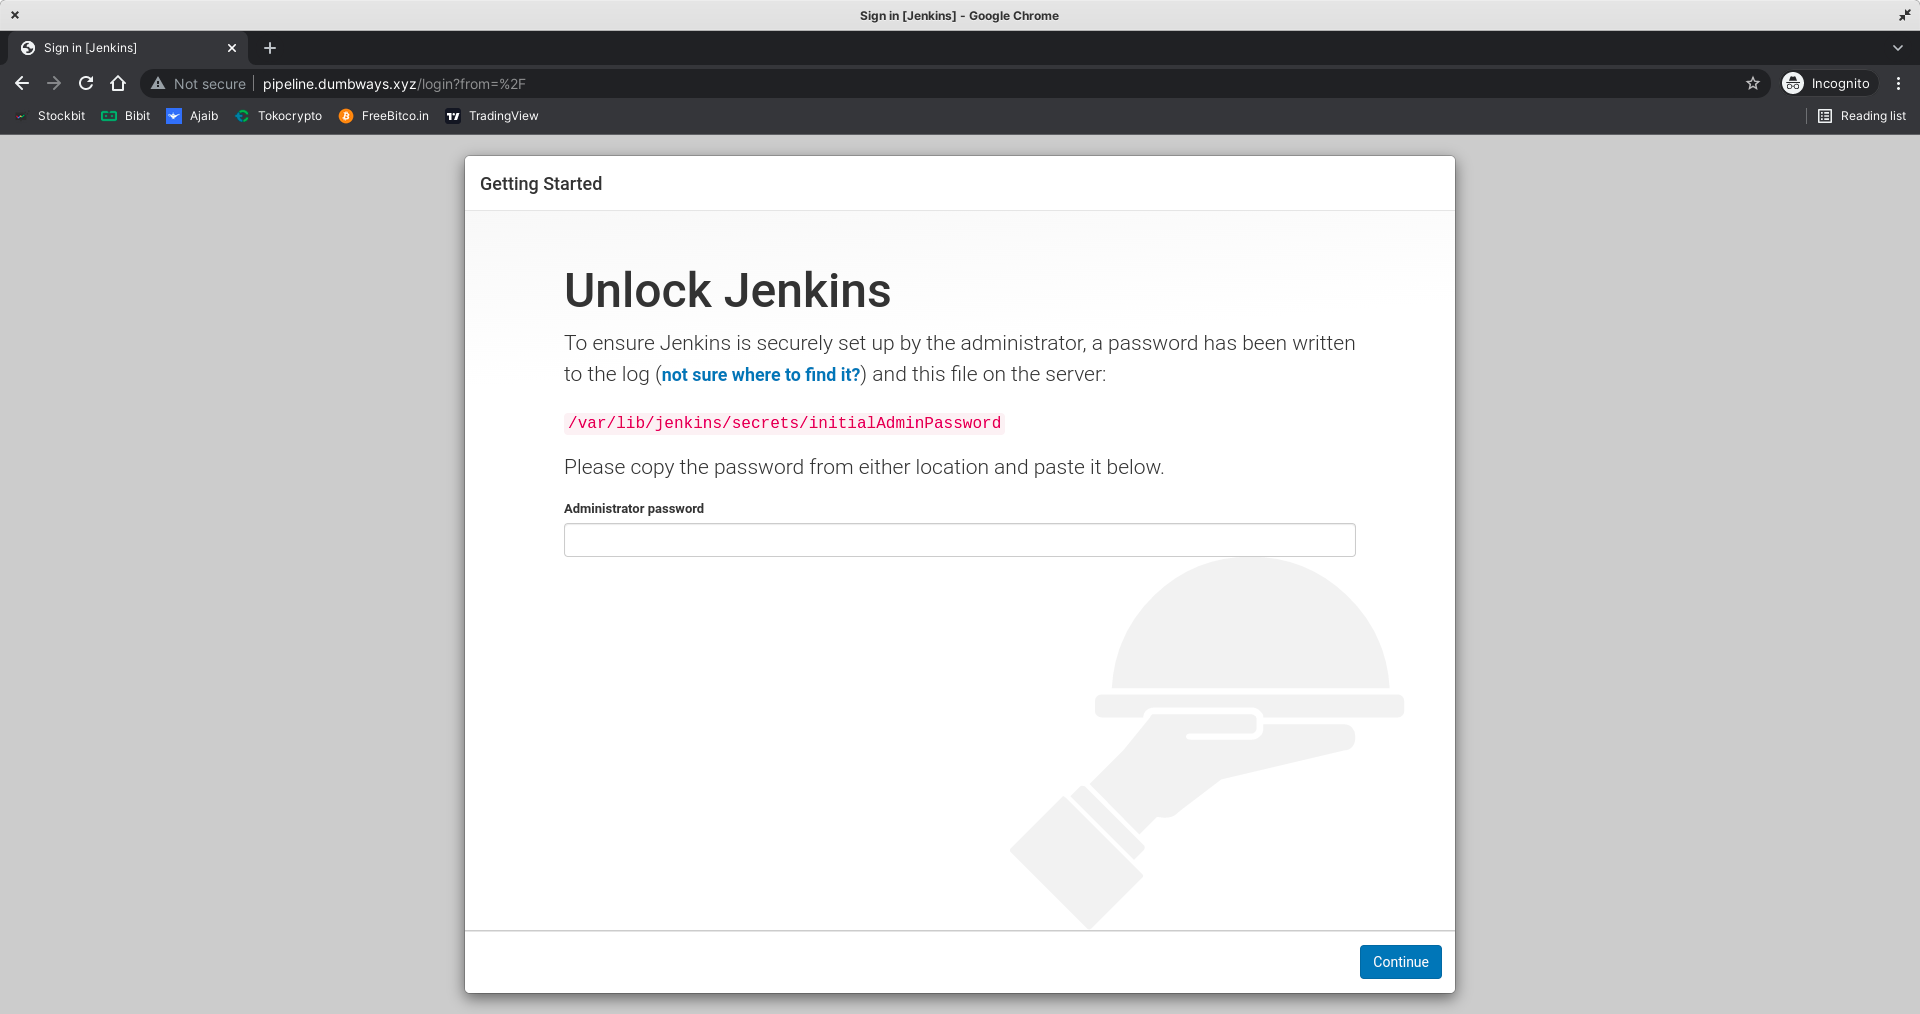 Sign in [Jenkins] - Google Chrome
Sign in [Jenkins]
Not secure pipeline.dumbways.xyz/login?from=%2F Incognito
Stockbit Bibit Ajaib Tokocrypto FreeBitco.in TradingView Reading list
Getting Started
Unlock Jenkins
To ensure Jenkins is securely set up by the administrator, a password has been written
to the log (not sure where to find it?) and this file on the server:
/var/lib/jenkins/secrets/initialAdminPassword
Please copy the password from either location and paste it below.
Administrator password
Continue